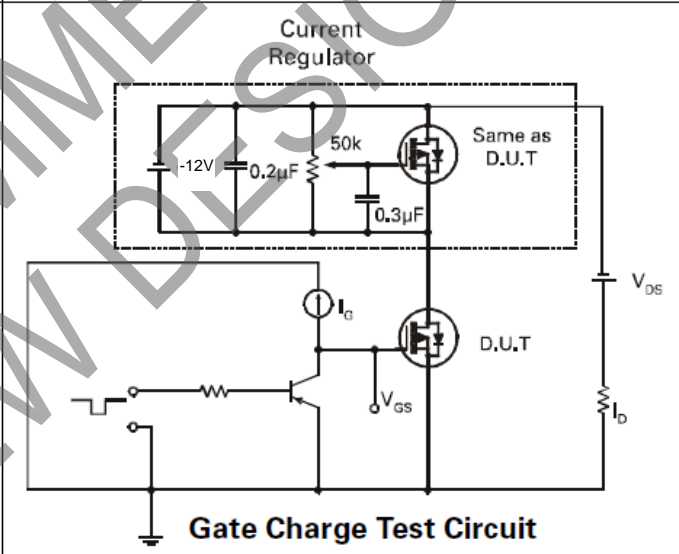 Current
Regulator
-12V
0.2µF
50k
0.3µF
Same as
D.U.T
I_G
V_GS
D.U.T
V_DS
I_D
Gate Charge Test Circuit